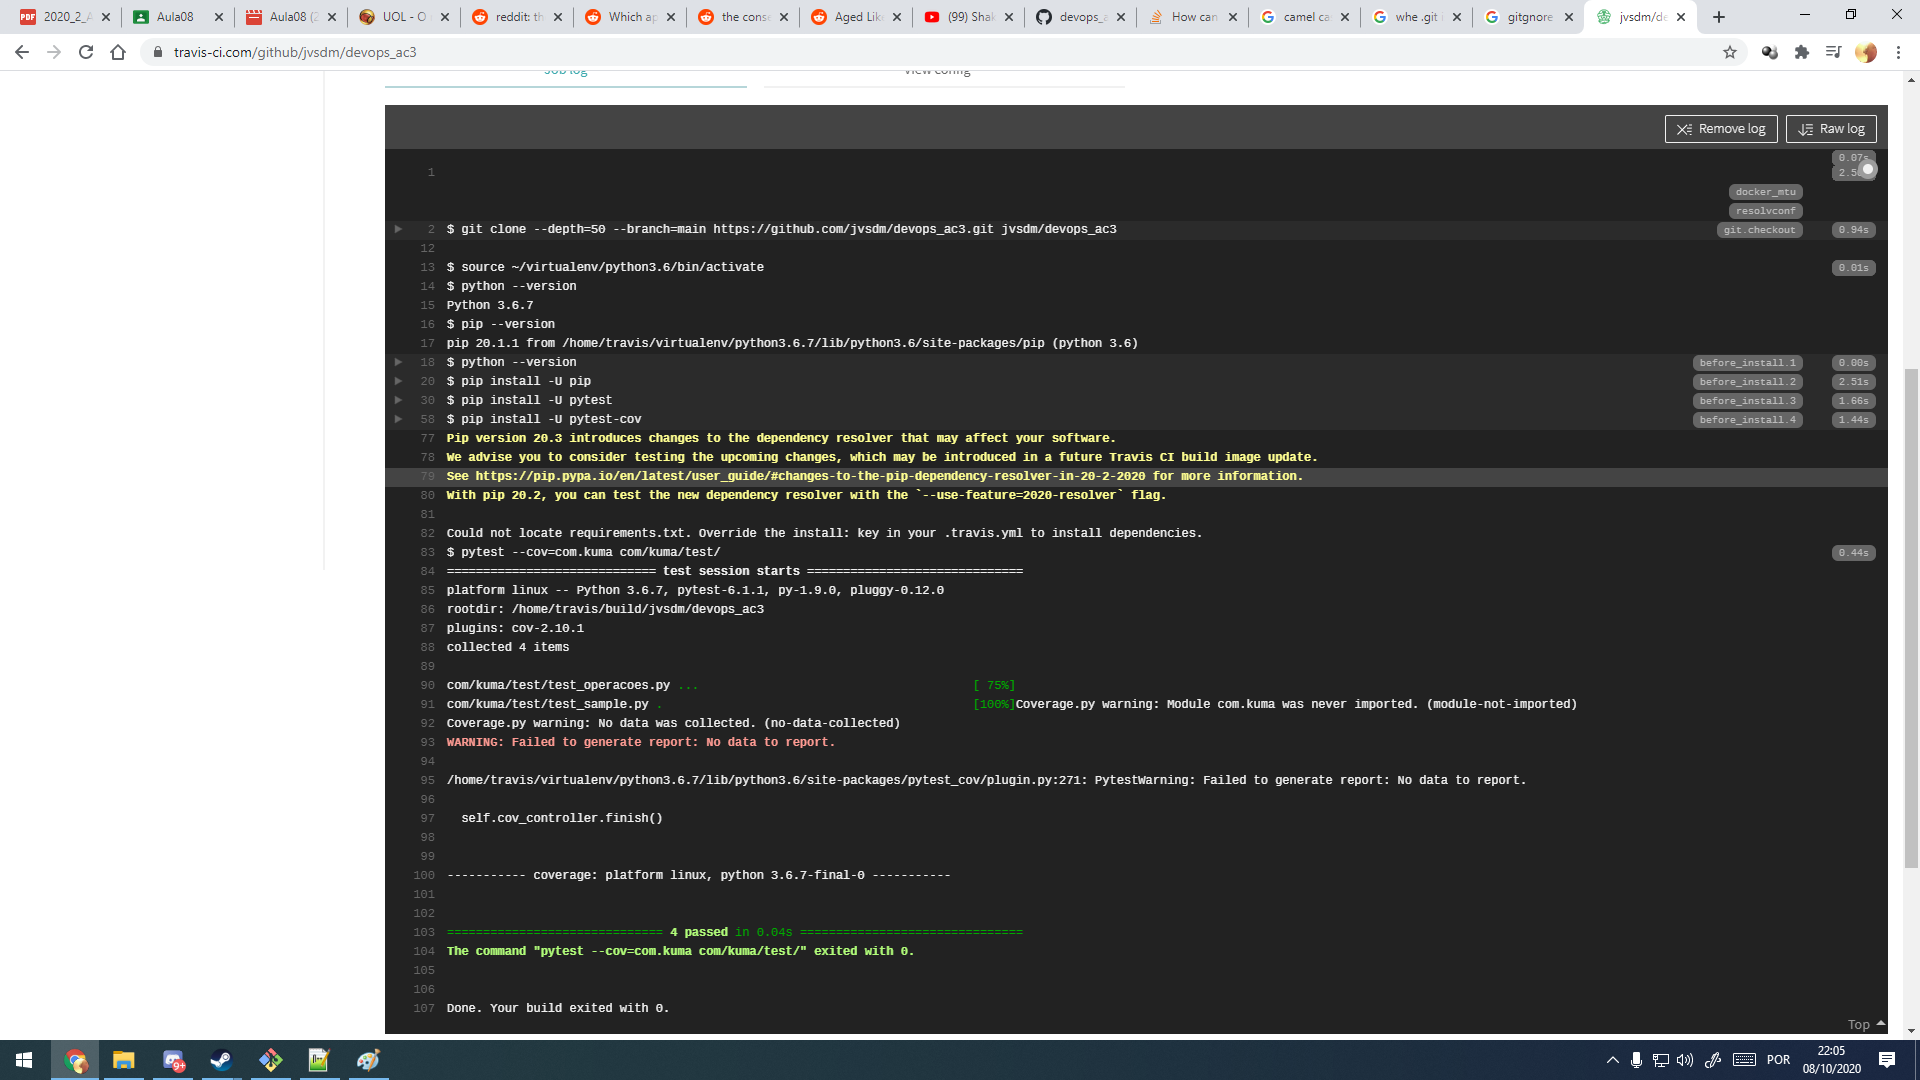 2020_2_A
Aula08
Aula08 (2
UOL - O
reddit: th
Which ap
the conse
Aged Lik
(99) Shak
devops_a
How can
camel ca
whe .git i
gitgnore
jvsdm/de
travis-ci.com/github/jvsdm/devops_ac3
Job log
View config
Remove log
Raw log
0.07s
1
docker_mtu
resolvconf
2 $ git clone --depth=50 --branch=main https://github.com/jvsdm/devops_ac3.git jvsdm/devops_ac3 git.checkout 0.94s
12
13 $ source ~/virtualenv/python3.6/bin/activate 0.01s
14 $ python --version
15 Python 3.6.7
16 $ pip --version
17 pip 20.1.1 from /home/travis/virtualenv/python3.6.7/lib/python3.6/site-packages/pip (python 3.6)
18 $ python --version before_install.1 0.00s
20 $ pip install -U pip before_install.2 2.51s
30 $ pip install -U pytest before_install.3 1.66s
58 $ pip install -U pytest-cov before_install.4 1.44s
77 Pip version 20.3 introduces changes to the dependency resolver that may affect your software.
78 We advise you to consider testing the upcoming changes, which may be introduced in a future Travis CI build image update.
79 See https://pip.pypa.io/en/latest/user_guide/#changes-to-the-pip-dependency-resolver-in-20-2-2020 for more information.
80 With pip 20.2, you can test the new dependency resolver with the `--use-feature=2020-resolver` flag.
81
82 Could not locate requirements.txt. Override the install: key in your .travis.yml to install dependencies.
83 $ pytest --cov=com.kuma com/kuma/test/ 0.44s
84 ============================= test session starts ==============================
85 platform linux -- Python 3.6.7, pytest-6.1.1, py-1.9.0, pluggy-0.12.0
86 rootdir: /home/travis/build/jvsdm/devops_ac3
87 plugins: cov-2.10.1
88 collected 4 items
89
90 com/kuma/test/test_operacoes.py ... [ 75%]
91 com/kuma/test/test_sample.py . [100%]Coverage.py warning: Module com.kuma was never imported. (module-not-imported)
92 Coverage.py warning: No data was collected. (no-data-collected)
93 WARNING: Failed to generate report: No data to report.
94
95 /home/travis/virtualenv/python3.6.7/lib/python3.6/site-packages/pytest_cov/plugin.py:271: PytestWarning: Failed to generate report: No data to report.
96
97 self.cov_controller.finish()
98
99
100 ----------- coverage: platform linux, python 3.6.7-final-0 -----------
101
102
103 ============================== 4 passed in 0.04s ===============================
104 The command "pytest --cov=com.kuma com/kuma/test/" exited with 0.
105
106
107 Done. Your build exited with 0.
Top
9+
POR
22:05
08/10/2020